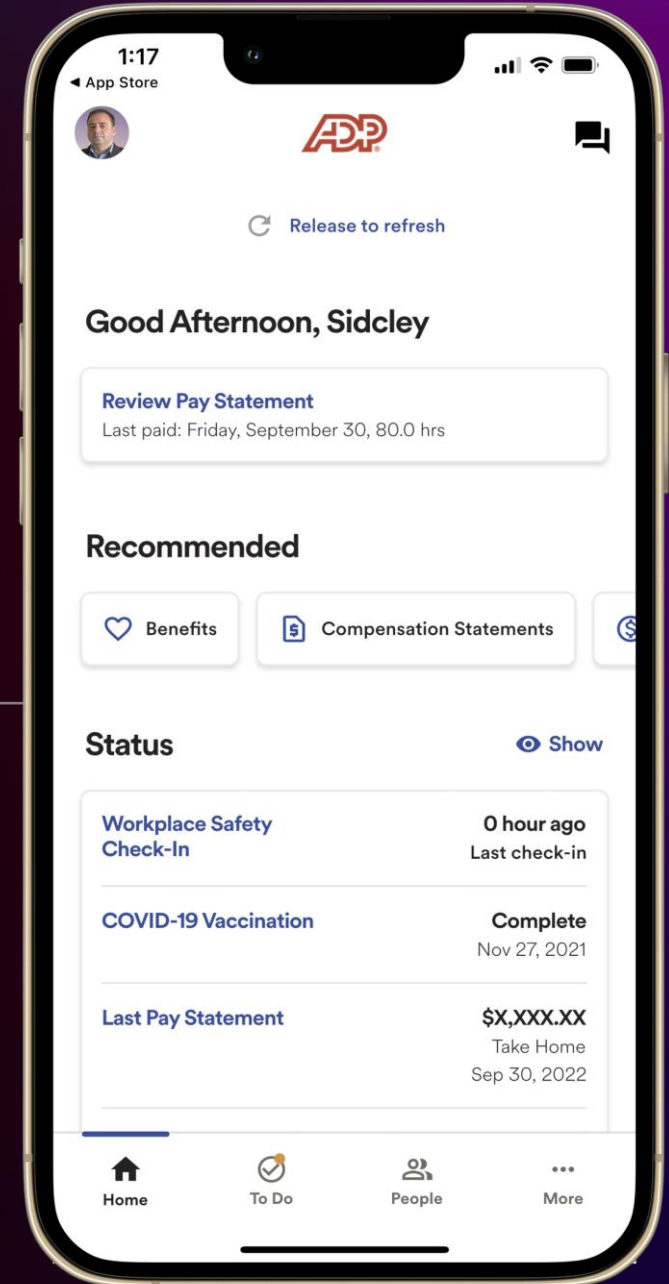 1:17
◀ App Store
ADP
Release to refresh
Good Afternoon, Sidcley
Review Pay Statement
Last paid: Friday, September 30, 80.0 hrs
Recommended
Benefits
$ Compensation Statements
$
Status
Show
Workplace Safety
Check-In
0 hour ago
Last check-in
COVID-19 Vaccination
Complete
Nov 27, 2021
Last Pay Statement
$X,XXX.XX
Take Home
Sep 30, 2022
Home
To Do
People
More